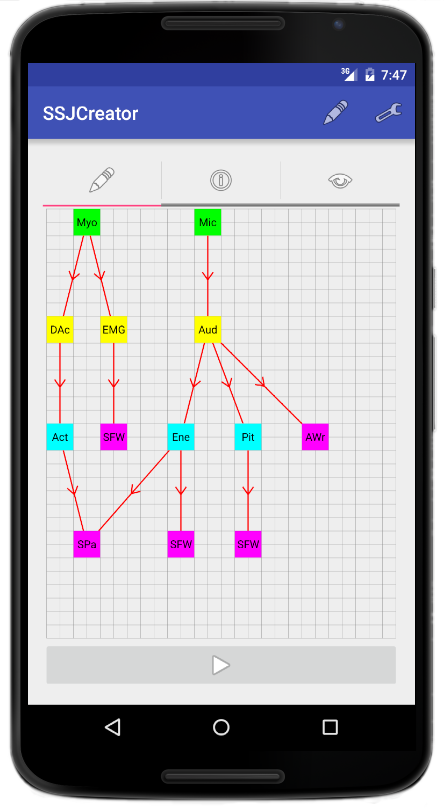 3G 7:47
SSJCreator
Myo Mic
DAc EMG Aud
Act SFW Ene Pit AWr
SPa SFW SFW